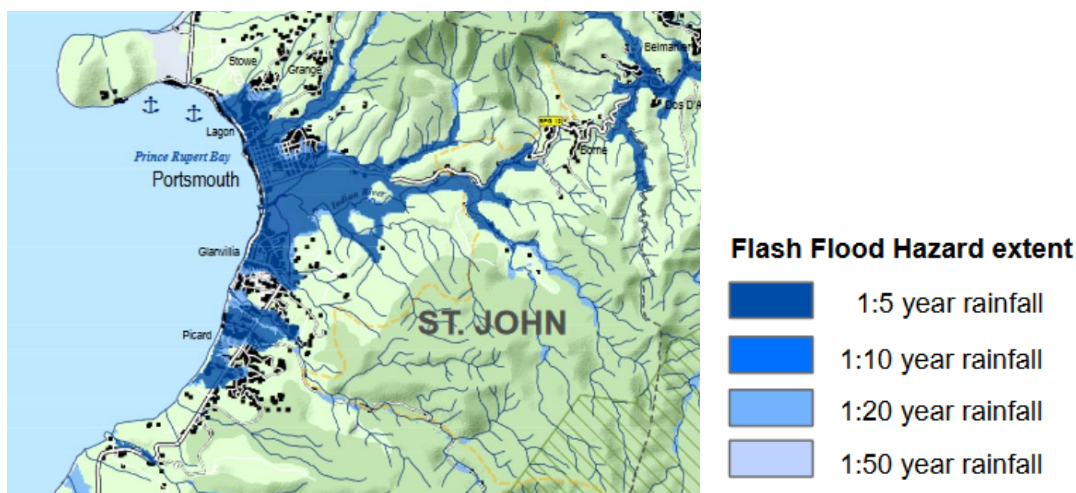 Stowe
Grange
Belmanier
Dos D'A
Lagon
Borne
Prince Rupert Bay
Portsmouth
Indian River
Glanvillia
Picard
ST. JOHN
Flash Flood Hazard extent
1:5 year rainfall
1:10 year rainfall
1:20 year rainfall
1:50 year rainfall